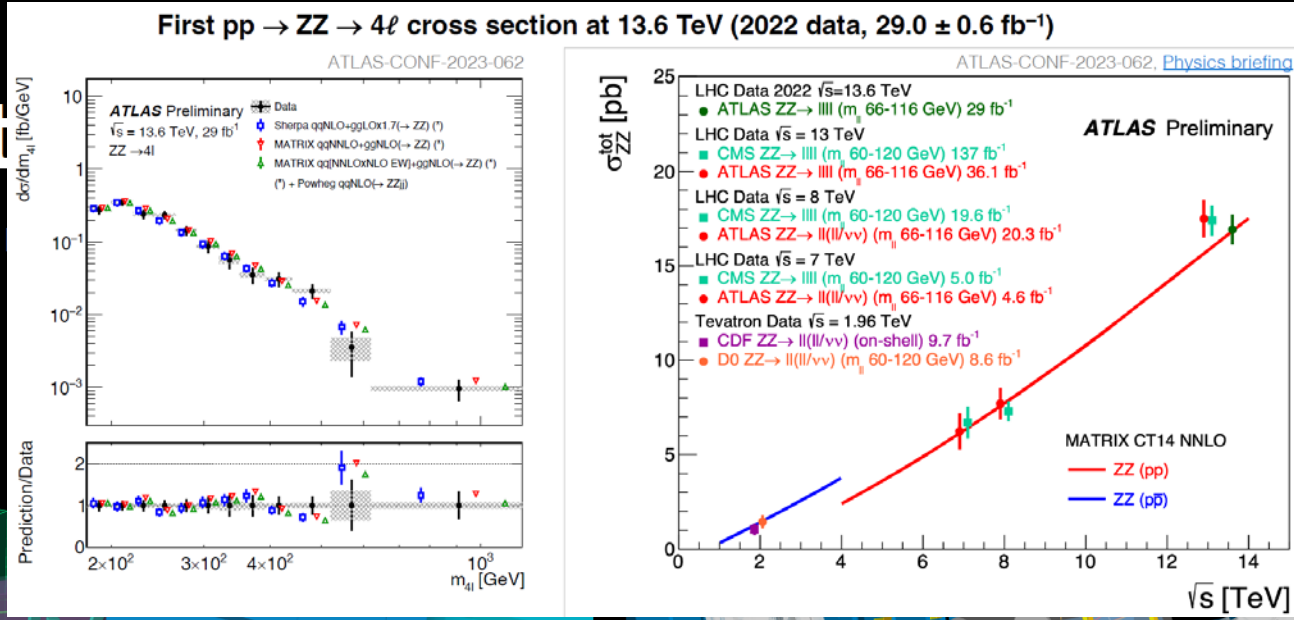 First pp → ZZ → 4ℓ cross section at 13.6 TeV (2022 data, 29.0 ± 0.6 fb⁻¹)
ATLAS-CONF-2023-062
dσ/dm4l [fb/GeV]
10
1
10⁻¹
10⁻²
10⁻³
ATLAS Preliminary
√s = 13.6 TeV, 29 fb⁻¹
ZZ →4l
Data
Sherpa qqNLO+ggLOx1.7(→ ZZ) (*)
MATRIX qqNNLO+ggNLO(→ ZZ) (*)
MATRIX qq[NNLOxNLO EW]+ggNLO(→ ZZ) (*)
(*) + Powheg qqNLO(→ ZZjj)
Prediction/Data
2
1
0
2×10² 3×10² 4×10² 10³
m4l [GeV]
ATLAS-CONF-2023-062, Physics briefing
σ^tot_ZZ [pb]
25
20
15
10
5
0
LHC Data 2022 √s=13.6 TeV
ATLAS ZZ→ llll (mll 66-116 GeV) 29 fb⁻¹
LHC Data √s = 13 TeV
CMS ZZ→ llll (mll 60-120 GeV) 137 fb⁻¹
ATLAS ZZ→ llll (mll 66-116 GeV) 36.1 fb⁻¹
LHC Data √s = 8 TeV
CMS ZZ→ llll (mll 60-120 GeV) 19.6 fb⁻¹
ATLAS ZZ→ ll(ll/νν) (mll 66-116 GeV) 20.3 fb⁻¹
LHC Data √s = 7 TeV
CMS ZZ→ llll (mll 60-120 GeV) 5.0 fb⁻¹
ATLAS ZZ→ ll(ll/νν) (mll 66-116 GeV) 4.6 fb⁻¹
Tevatron Data √s = 1.96 TeV
CDF ZZ→ ll(ll/νν) (on-shell) 9.7 fb⁻¹
D0 ZZ→ ll(ll/νν) (mll 60-120 GeV) 8.6 fb⁻¹
ATLAS Preliminary
MATRIX CT14 NNLO
ZZ (pp)
ZZ (pp̄)
0 2 4 6 8 10 12 14
√s [TeV]